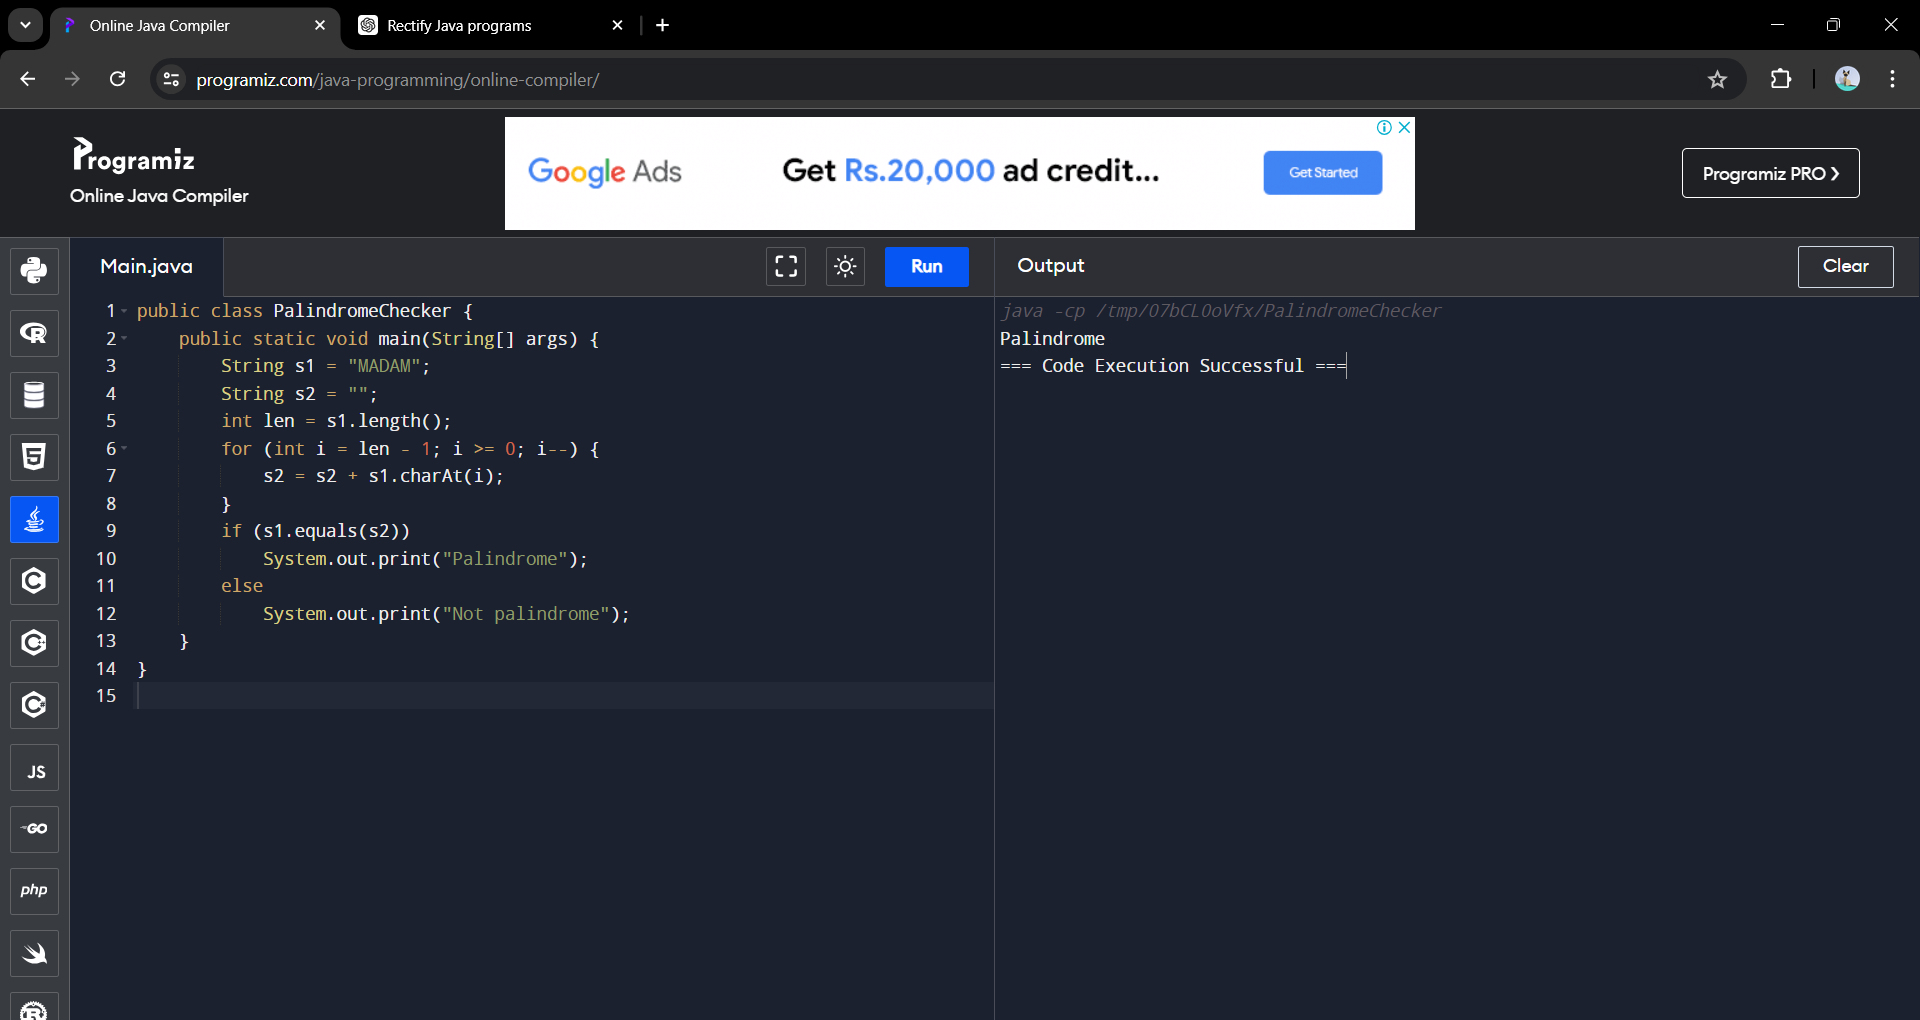 Online Java Compiler
Rectify Java programs
programiz.com/java-programming/online-compiler/
Programiz
Online Java Compiler
Google Ads
Get Rs.20,000 ad credit...
Get Started
Programiz PRO >
Main.java
Run
Output
Clear
1 public class PalindromeChecker {
2     public static void main(String[] args) {
3         String s1 = "MADAM";
4         String s2 = "";
5         int len = s1.length();
6         for (int i = len - 1; i >= 0; i--) {
7             s2 = s2 + s1.charAt(i);
8         }
9         if (s1.equals(s2))
10             System.out.print("Palindrome");
11         else
12             System.out.print("Not palindrome");
13     }
14 }
15
java -cp /tmp/07bCLOoVfx/PalindromeChecker
Palindrome
=== Code Execution Successful ===
JS
GO
php